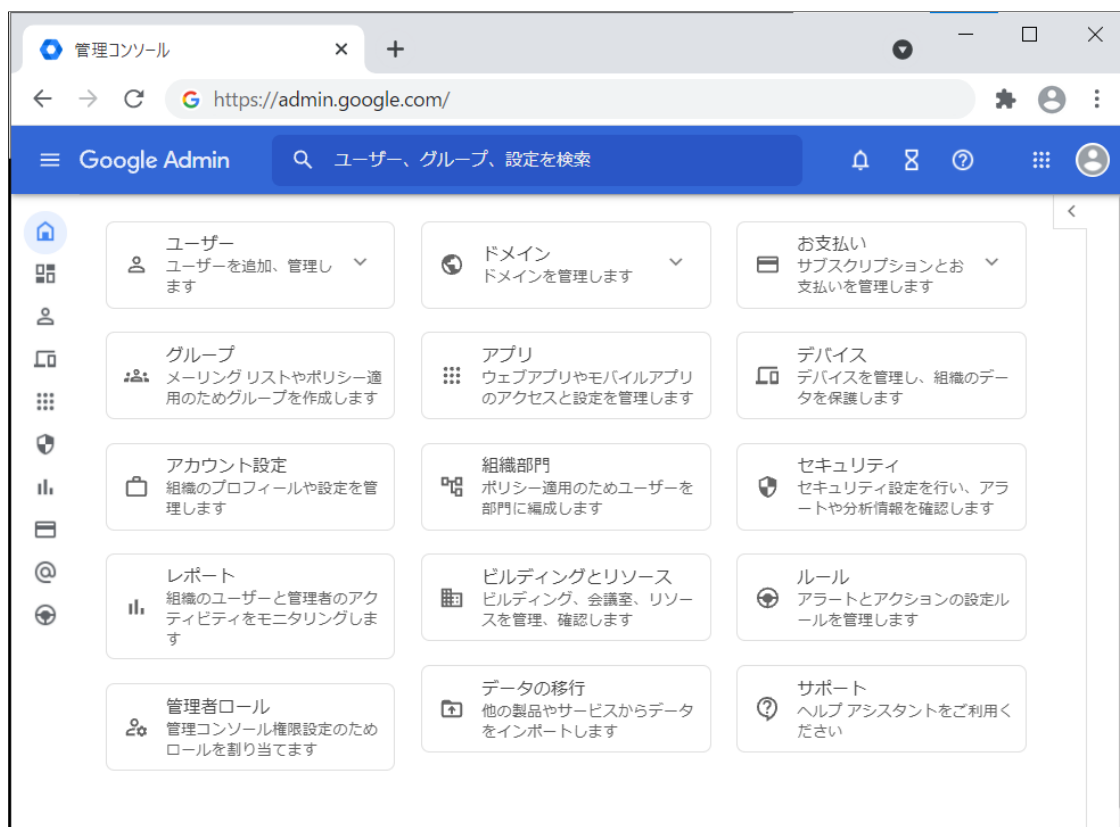 管理コンソール
https://admin.google.com/
Google Admin
ユーザー、グループ、設定を検索
ユーザー
ユーザーを追加、管理し
ます
ドメイン
ドメインを管理します
お支払い
サブスクリプションとお
支払いを管理します
グループ
メーリング リストやポリシー適
用のためグループを作成します
アプリ
ウェブアプリやモバイルアプリ
のアクセスと設定を管理します
デバイス
デバイスを管理し、組織のデー
タを保護します
アカウント設定
組織のプロフィールや設定を管
理します
組織部門
ポリシー適用のためユーザーを
部門に編成します
セキュリティ
セキュリティ設定を行い、アラ
ートや分析情報を確認します
レポート
組織のユーザーと管理者のアク
ティビティをモニタリングしま
す
ビルディングとリソース
ビルディング、会議室、リソー
スを管理、確認します
ルール
アラートとアクションの設定ル
ールを管理します
管理者ロール
管理コンソール権限設定のため
ロールを割り当てます
データの移行
他の製品やサービスからデータ
をインポートします
サポート
ヘルプ アシスタントをご利用く
ださい